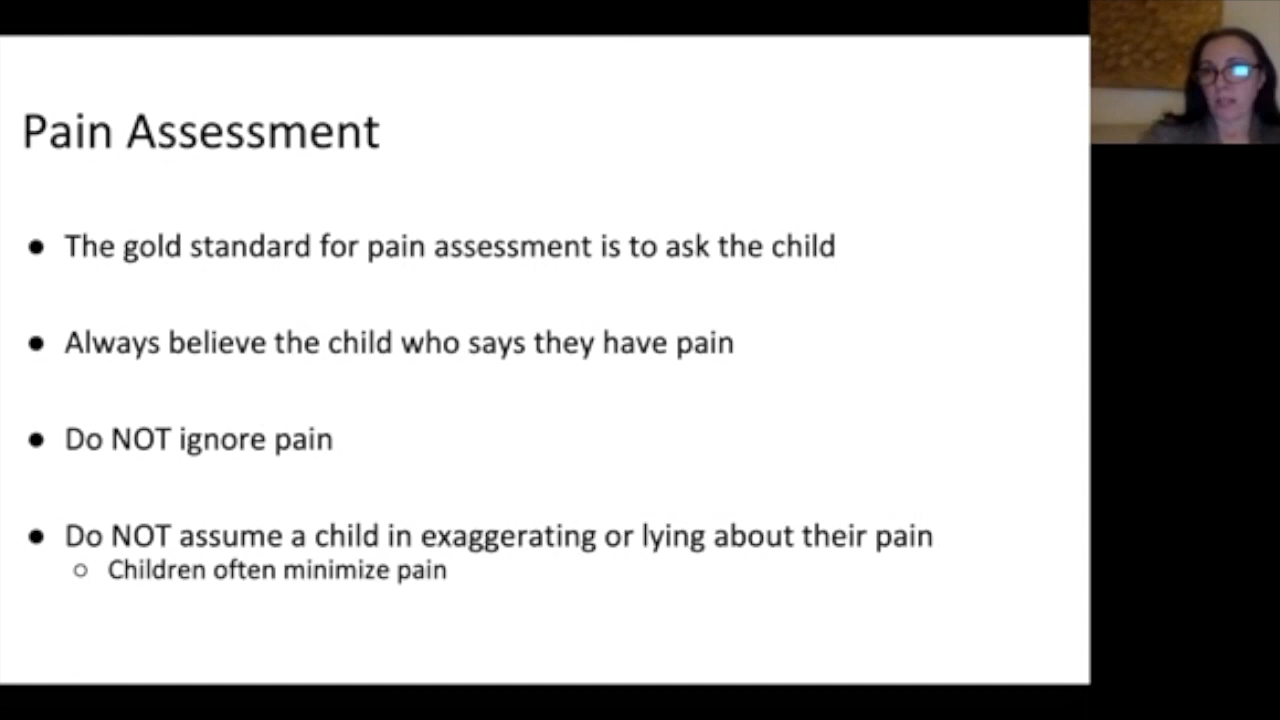 Pain Assessment
● The gold standard for pain assessment is to ask the child
● Always believe the child who says they have pain
● Do NOT ignore pain
● Do NOT assume a child in exaggerating or lying about their pain
○ Children often minimize pain